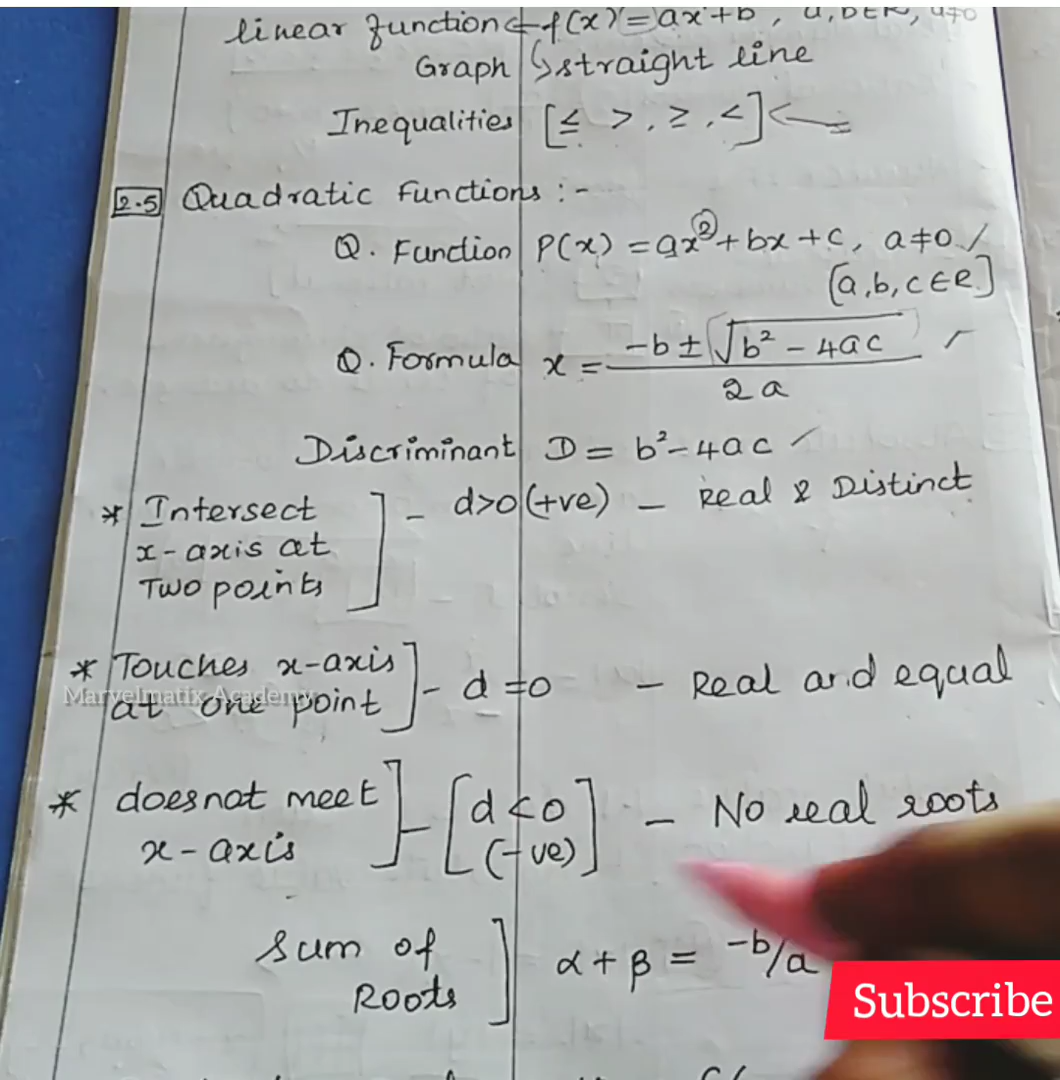 linear function ← f(x) = ax+b, a,b∈R, a≠0
Graph ↳ straight line
Inequalities [≤ >, ≥, <] ←
2.5 Quadratic Functions :-
Q. Function P(x) = ax²+bx+c, a≠0
[a,b,c∈R]
Q. Formula x = -b ± √b² - 4ac / 2a
Discriminant D = b²-4ac
* Intersect x-axis at Two points ] - d>0 (+ve) - Real & Distinct
* Touches x-axis at one point ] - d=0 - Real and equal
Marvelmatix Academy
* does not meet x-axis ] - [d<0 (-ve)] - No real roots
Sum of Roots ] α+β = -b/a
Subscribe